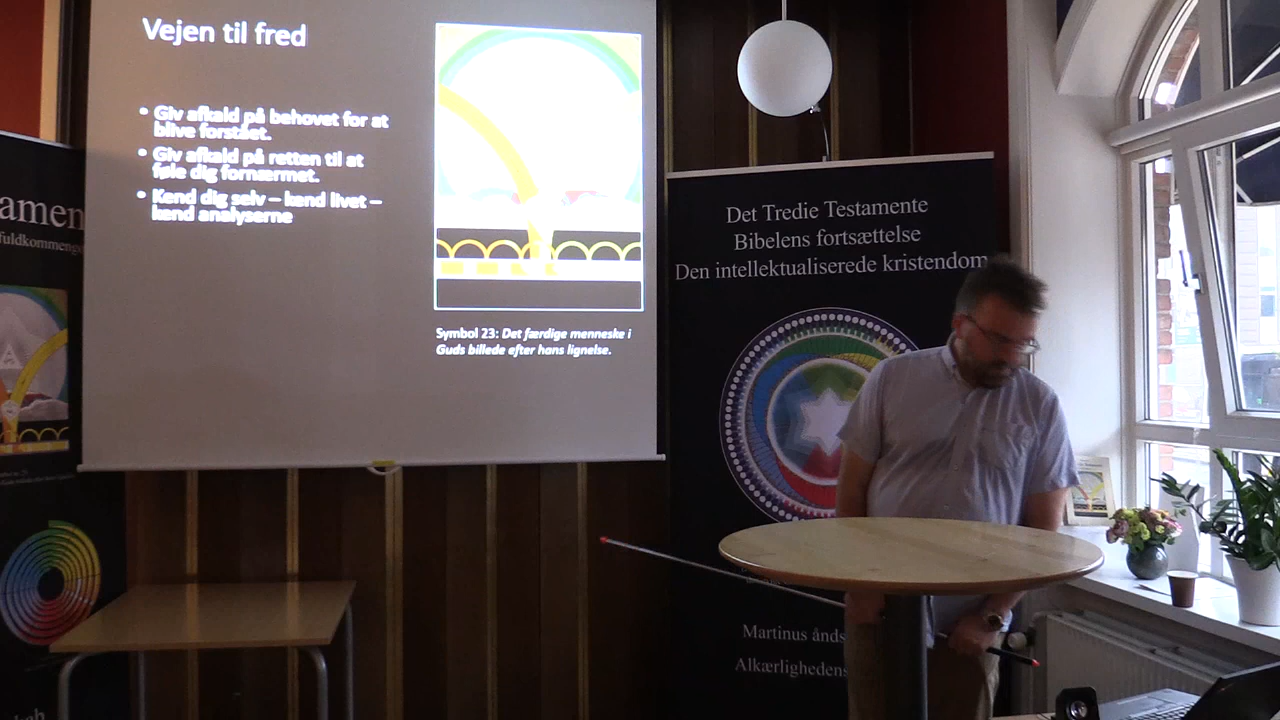 Vejen til fred
• Giv afkald på behovet for at
blive forstået.
• Giv afkald på retten til at
føle dig fornærmet.
• Kend dig selv – kend livet –
kend analyserne
Symbol 23: Det færdige menneske i
Guds billede efter hans lignelse.
Det Tredie Testamente
Bibelens fortsættelse
Den intellektualiserede kristendom
Martinus ånds
Alkærlighedens
amen
fuldkommeng